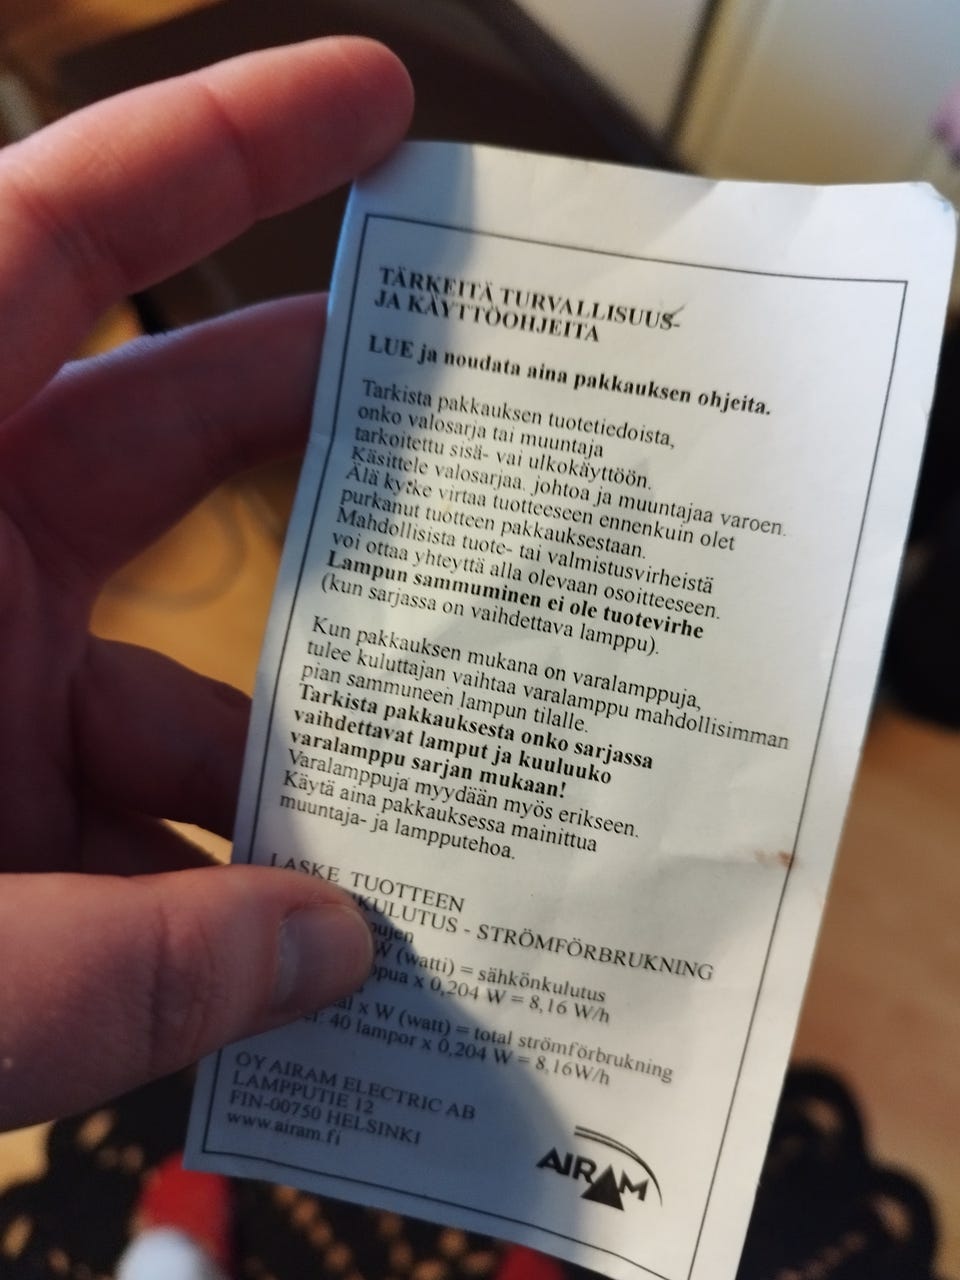 TÄRKEITÄ TURVALLISUUS-
JA KÄYTTÖOHJEITA
LUE ja noudata aina pakkauksen ohjeita.
Tarkista pakkauksen tuotetiedoista,
onko valosarja tai muuntaja
tarkoitettu sisä- vai ulkokäyttöön.
Käsittele valosarjaa, johtoa ja muuntajaa varoen.
Älä kytke virtaa tuotteeseen ennenkuin olet
purkanut tuotteen pakkauksestaan.
Mahdollisista tuote- tai valmistusvirheistä
voi ottaa yhteyttä alla olevaan osoitteeseen.
Lampun sammuminen ei ole tuotevirhe
(kun sarjassa on vaihdettava lamppu).
Kun pakkauksen mukana on varalamppuja,
tulee kuluttajan vaihtaa varalamppu mahdollisimman
pian sammuneen lampun tilalle.
Tarkista pakkauksesta onko sarjassa
vaihdettavat lamput ja kuuluuko
varalamppu sarjan mukaan!
Varalamppuja myydään myös erikseen.
Käytä aina pakkauksessa mainittua
muuntaja- ja lampputehoa.
LASKE TUOTTEEN
KULUTUS - STRÖMFÖRBRUKNING
W (watti) = sähkönkulutus
x 0,204 W = 8,16 W/h
x W (watt) = total strömförbrukning
40 lampor x 0,204 W = 8,16W/h
OY AIRAM ELECTRIC AB
LAMPPUTIE 12
FIN-00750 HELSINKI
www.airam.fi
AIRAM